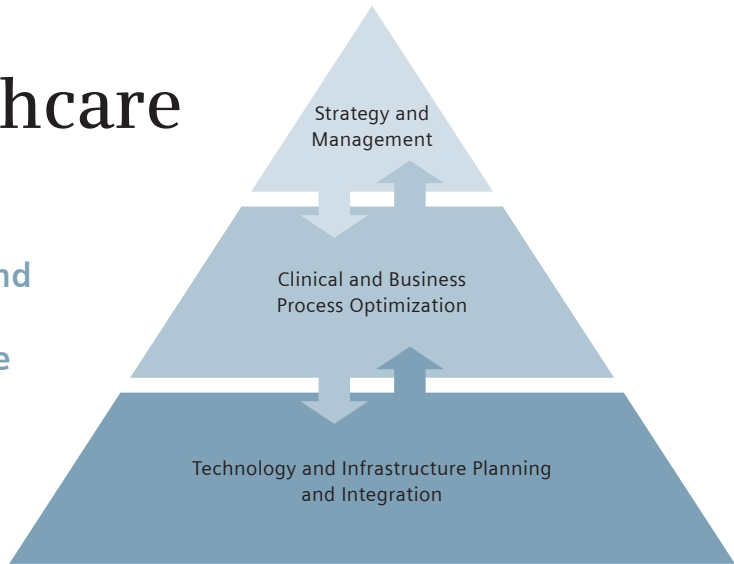 hcare
nd
e
Strategy and
Management
Clinical and Business
Process Optimization
Technology and Infrastructure Planning
and Integration